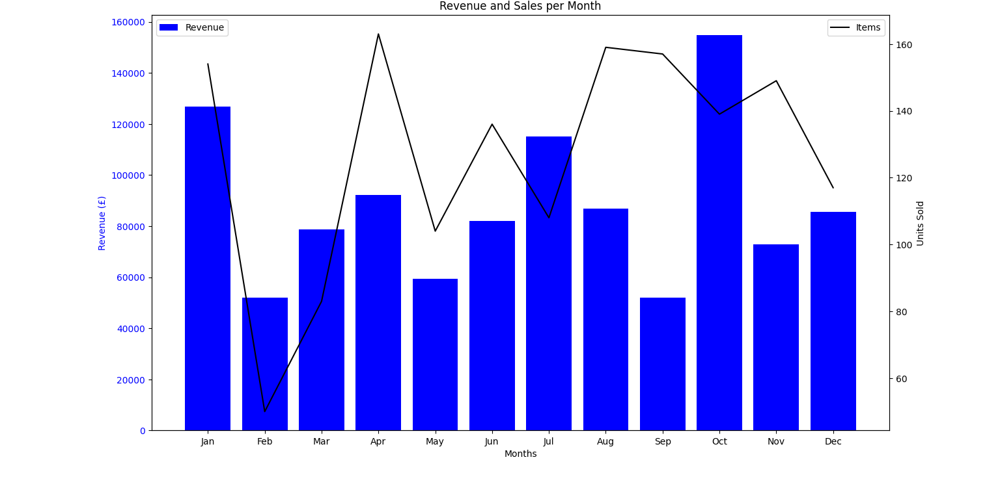 Revenue and Sales per Month
Revenue
Items
160000
140000
120000
100000
80000
60000
40000
20000
0
Revenue (£)
160
140
120
100
80
60
Units Sold
Jan Feb Mar Apr May Jun Jul Aug Sep Oct Nov Dec
Months